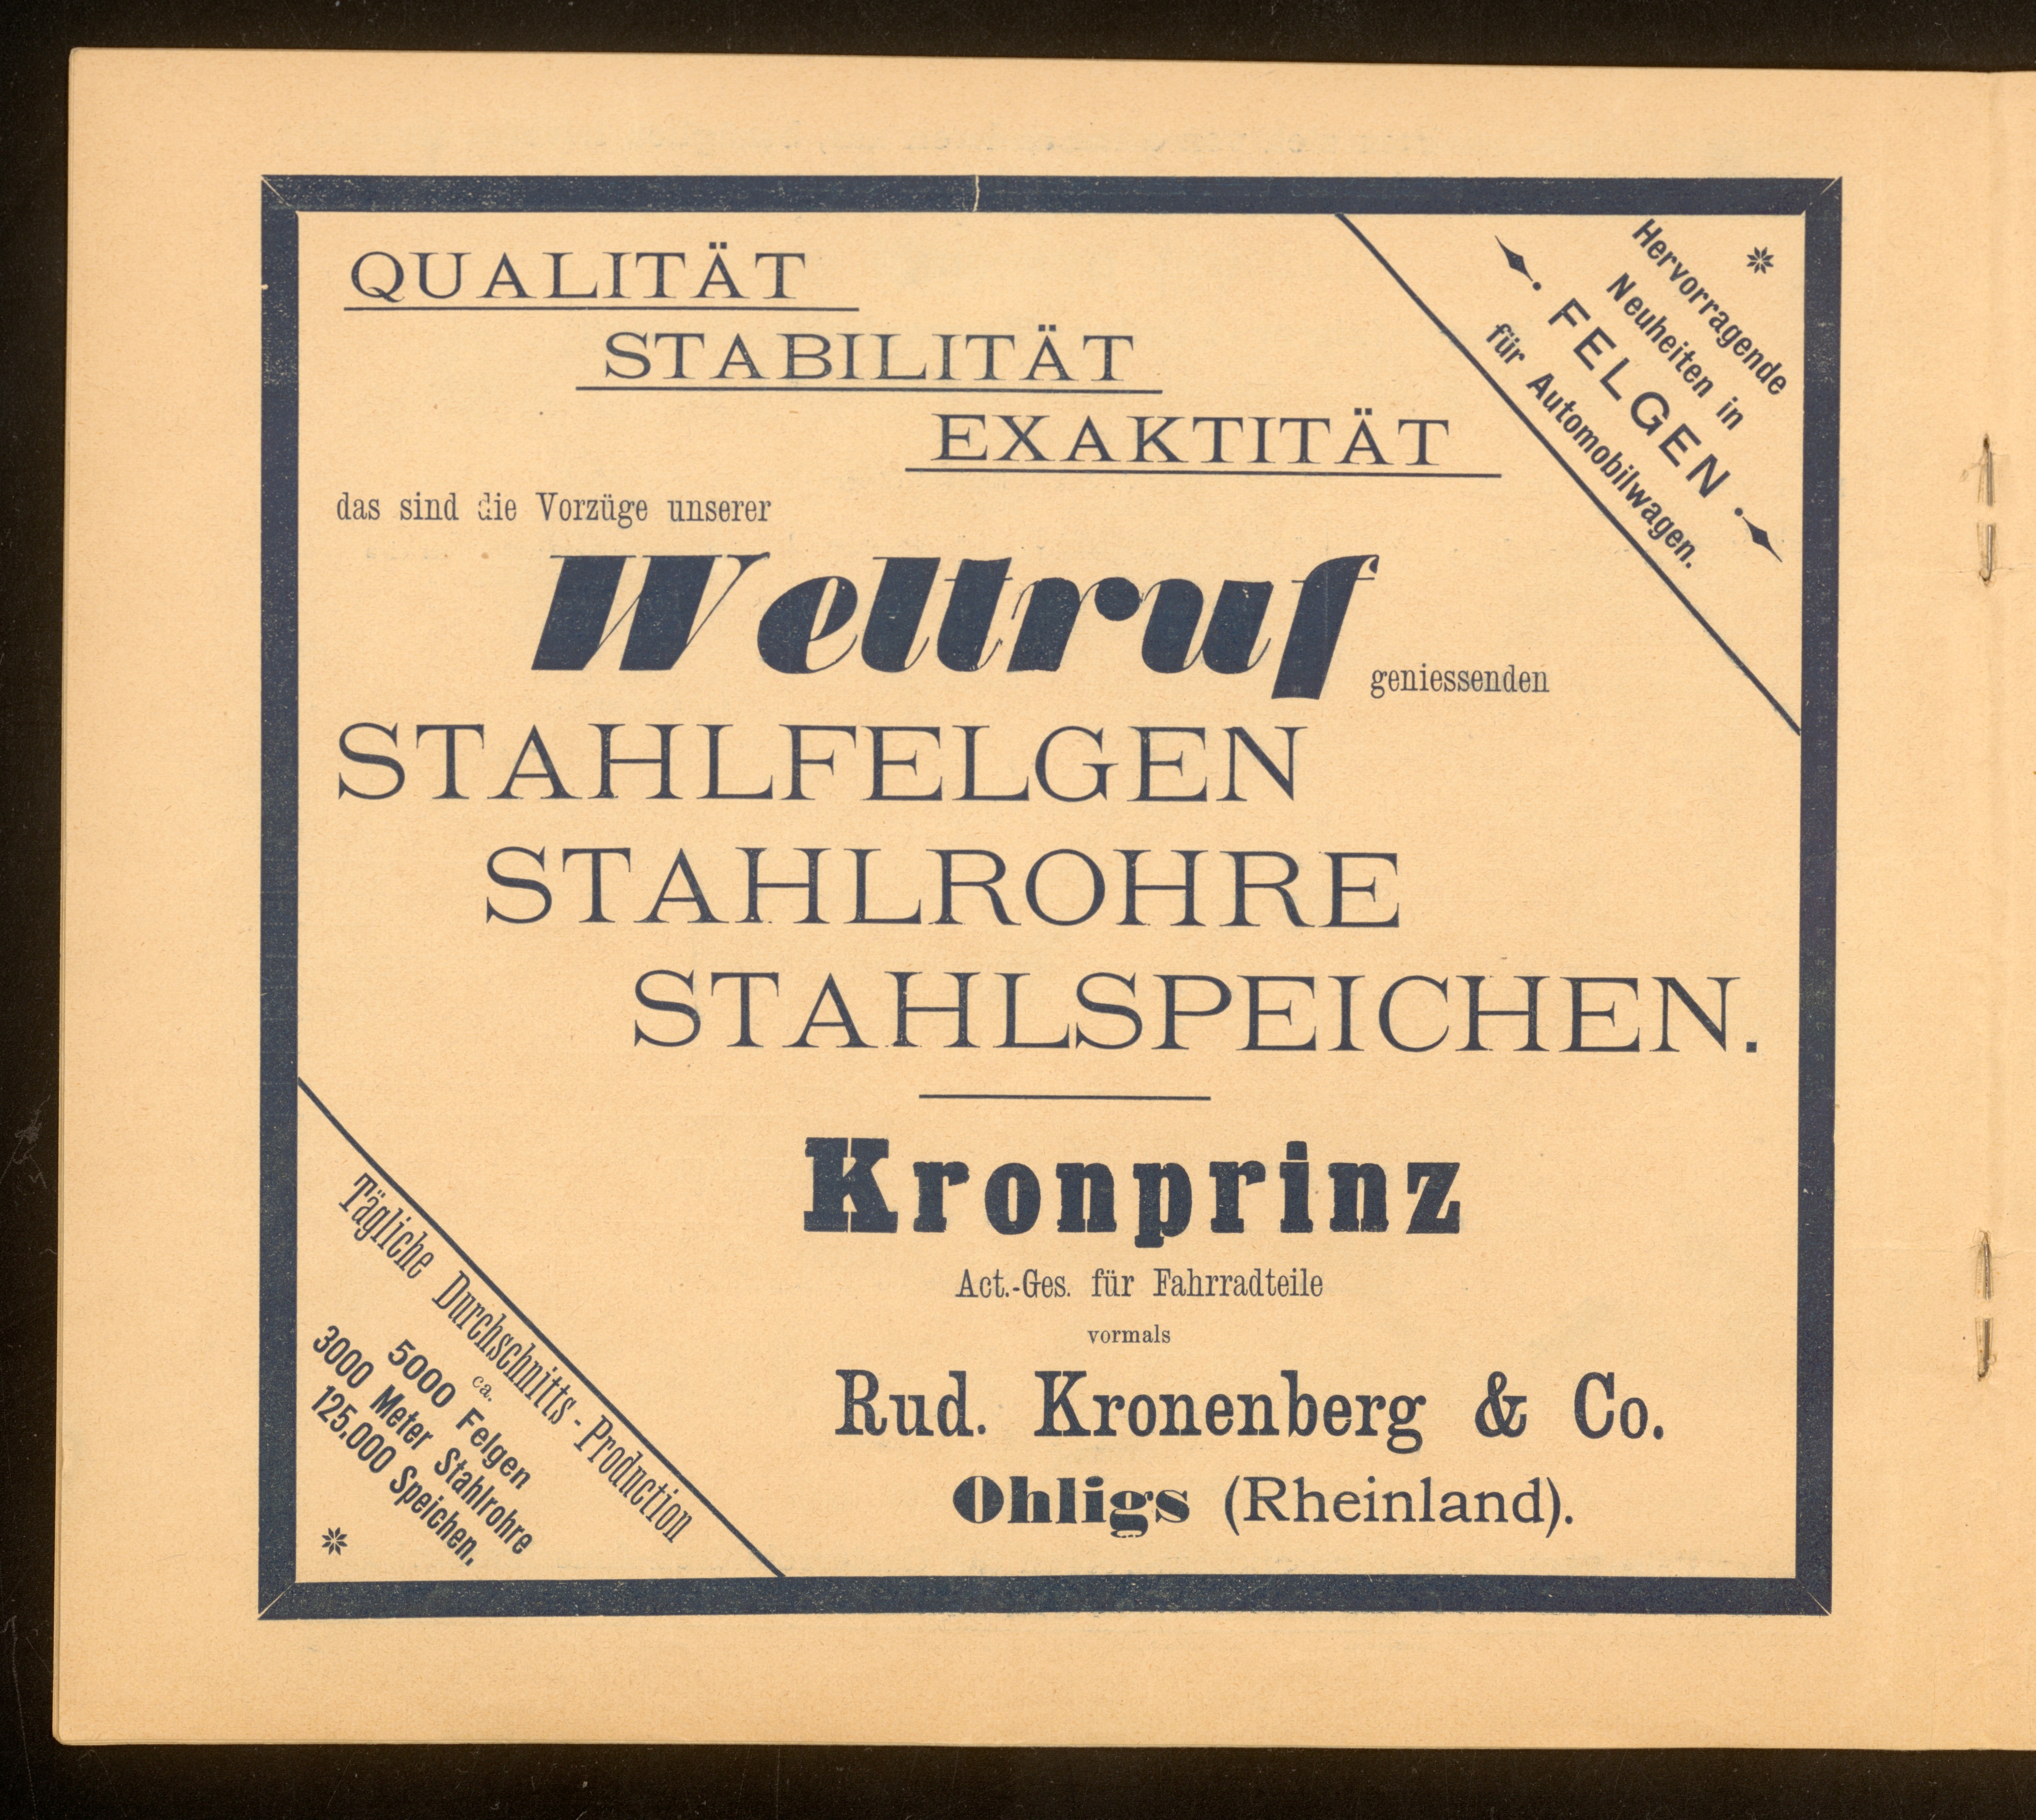 QUALITÄT
STABILITÄT
EXAKTITÄT
Hervorragende
Neuheiten in
FELGEN
für Automobilwagen.
das sind die Vorzüge unserer
Weltruf
geniessenden
STAHLFELGEN
STAHLROHRE
STAHLSPEICHEN.
Kronprinz
Act.-Ges. für Fahrradteile
vormals
Rud. Kronenberg & Co.
Ohligs (Rheinland).
Tägliche Durchschnitts-Production
ca.
5000 Felgen
3000 Meter Stahlrohre
125.000 Speichen.